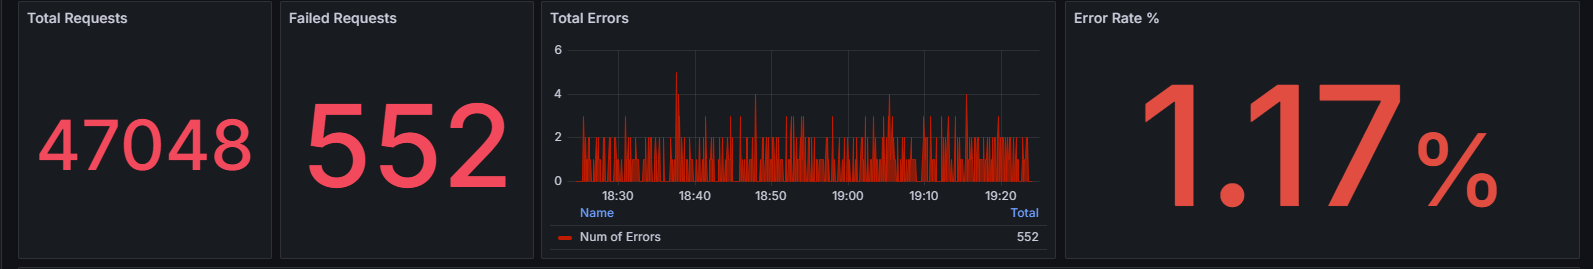 Total Requests
47048
Failed Requests
552
Total Errors
6
4
2
0
18:30 18:40 18:50 19:00 19:10 19:20
Name Total
Num of Errors 552
Error Rate %
1.17%